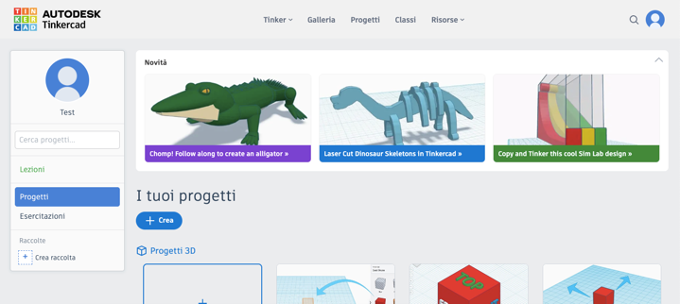 TIN
KER
CAD
AUTODESK
Tinkercad
Tinker
Galleria
Progetti
Classi
Risorse
Test
Cerca progetti...
Lezioni
Progetti
Esercitazioni
Raccolte
+ Crea raccolta
Novità
Chomp! Follow along to create an alligator »
Laser Cut Dinosaur Skeletons in Tinkercad »
Copy and Tinker this cool Sim Lab design »
I tuoi progetti
+ Crea
Progetti 3D
+
TOP